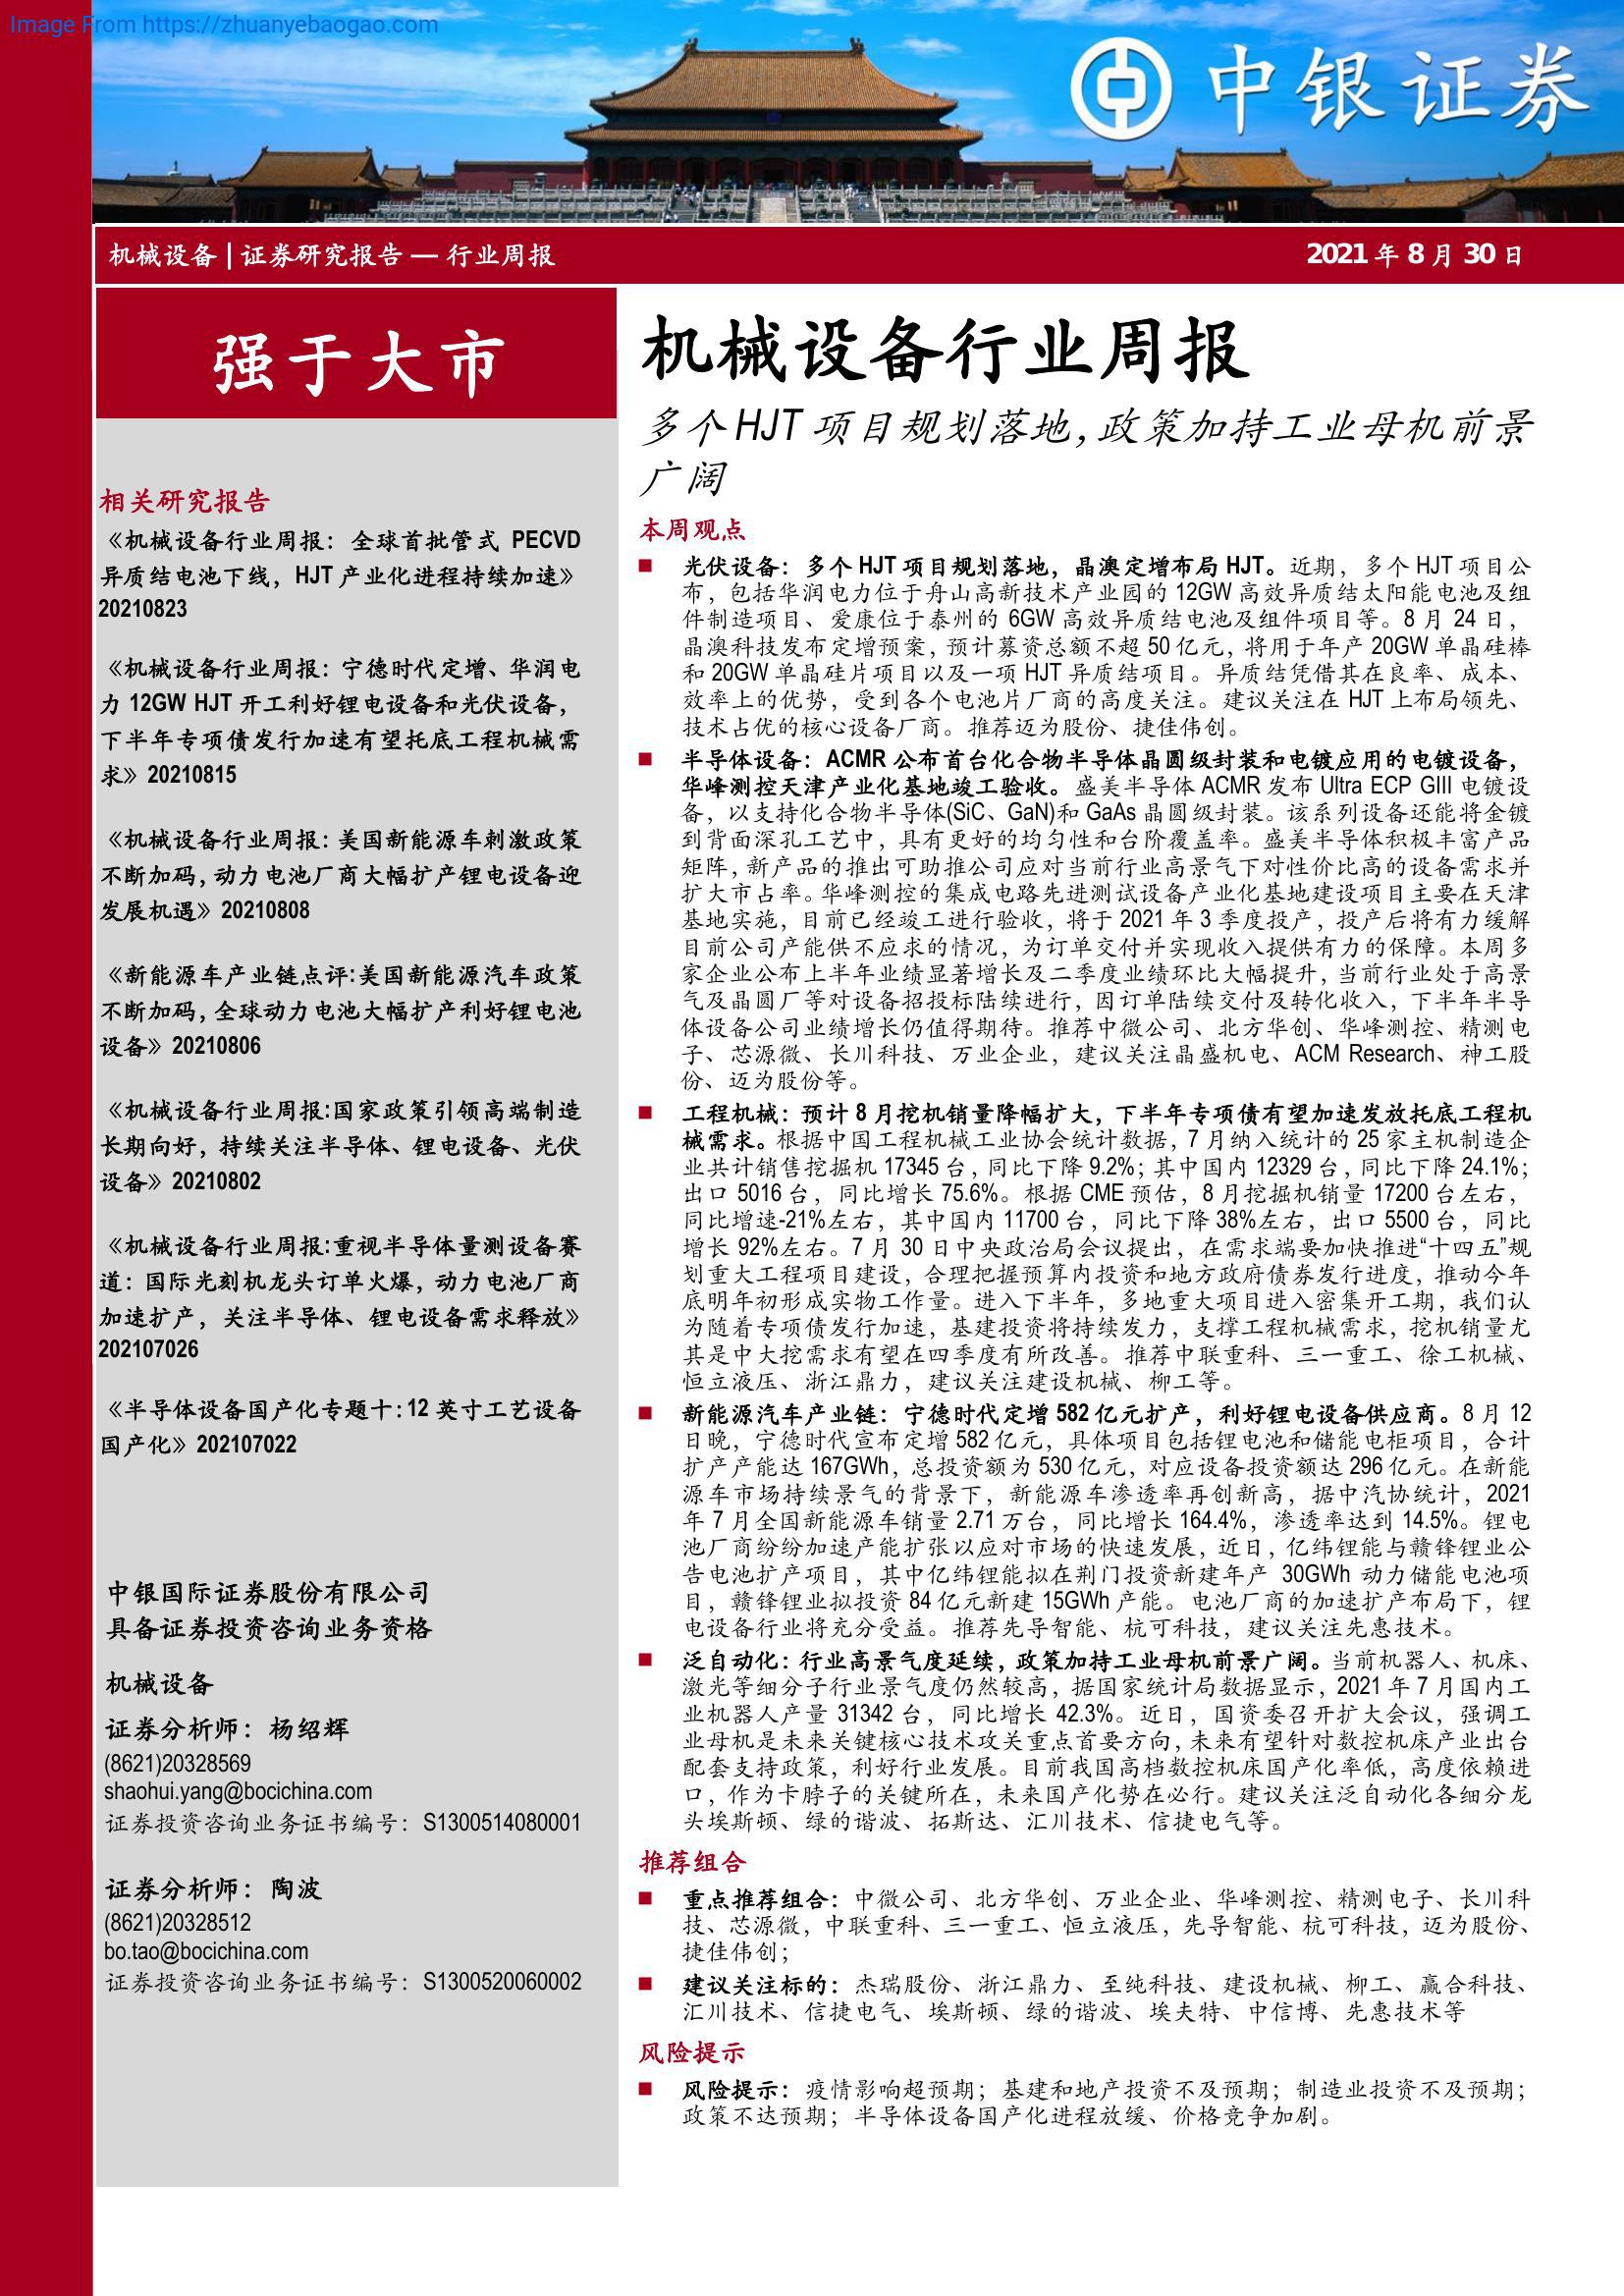 Image From https://zhuanyebaogao.com
中银证券
机械设备 | 证券研究报告 — 行业周报
2021 年 8 月 30 日
强于大市
相关研究报告
《机械设备行业周报：全球首批管式 PECVD
异质结电池下线，HJT 产业化进程持续加速》
20210823
《机械设备行业周报：宁德时代定增、华润电
力 12GW HJT 开工利好锂电设备和光伏设备，
下半年专项债发行加速有望托底工程机械需
求》20210815
《机械设备行业周报：美国新能源车刺激政策
不断加码，动力电池厂商大幅扩产锂电设备迎
发展机遇》20210808
《新能源车产业链点评:美国新能源汽车政策
不断加码，全球动力电池大幅扩产利好锂电池
设备》20210806
《机械设备行业周报:国家政策引领高端制造
长期向好，持续关注半导体、锂电设备、光伏
设备》20210802
《机械设备行业周报:重视半导体量测设备赛
道：国际光刻机龙头订单火爆，动力电池厂商
加速扩产，关注半导体、锂电设备需求释放》
202107026
《半导体设备国产化专题十：12 英寸工艺设备
国产化》202107022
中银国际证券股份有限公司
具备证券投资咨询业务资格
机械设备
证券分析师：杨绍辉
(8621)20328569
shaohui.yang@bocichina.com
证券投资咨询业务证书编号：S1300514080001
证券分析师：陶波
(8621)20328512
bo.tao@bocichina.com
证券投资咨询业务证书编号：S1300520060002
机械设备行业周报
多个 HJT 项目规划落地，政策加持工业母机前景
广阔
本周观点
■ 光伏设备：多个 HJT 项目规划落地，晶澳定增布局 HJT。近期，多个 HJT 项目公
布，包括华润电力位于舟山高新技术产业园的 12GW 高效异质结太阳能电池及组
件制造项目、爱康位于泰州的 6GW 高效异质结电池及组件项目等。8 月 24 日，
晶澳科技发布定增预案，预计募资总额不超 50 亿元，将用于年产 20GW 单晶硅棒
和 20GW 单晶硅片项目以及一项 HJT 异质结项目。异质结凭借其在良率、成本、
效率上的优势，受到各个电池片厂商的高度关注。建议关注在 HJT 上布局领先、
技术占优的核心设备厂商。推荐迈为股份、捷佳伟创。
■ 半导体设备：ACMR 公布首台化合物半导体晶圆级封装和电镀应用的电镀设备，
华峰测控天津产业化基地竣工验收。盛美半导体 ACMR 发布 Ultra ECP GIII 电镀设
备，以支持化合物半导体(SiC、GaN)和 GaAs 晶圆级封装。该系列设备还能将金镀
到背面深孔工艺中，具有更好的均匀性和台阶覆盖率。盛美半导体积极丰富产品
矩阵，新产品的推出可助推公司应对当前行业高景气下对性价比高的设备需求并
扩大市占率。华峰测控的集成电路先进测试设备产业化基地建设项目主要在天津
基地实施，目前已经竣工进行验收，将于 2021 年 3 季度投产，投产后将有力缓解
目前公司产能供不应求的情况，为订单交付并实现收入提供有力的保障。本周多
家企业公布上半年业绩显著增长及二季度业绩环比大幅提升，当前行业处于高景
气及晶圆厂等对设备招投标陆续进行，因订单陆续交付及转化收入，下半年半导
体设备公司业绩增长仍值得期待。推荐中微公司、北方华创、华峰测控、精测电
子、芯源微、长川科技、万业企业，建议关注晶盛机电、ACM Research、神工股
份、迈为股份等。
■ 工程机械：预计 8 月挖机销量降幅扩大，下半年专项债有望加速发放托底工程机
械需求。根据中国工程机械工业协会统计数据，7 月纳入统计的 25 家主机制造企
业共计销售挖掘机 17345 台，同比下降 9.2%；其中国内 12329 台，同比下降 24.1%；
出口 5016 台，同比增长 75.6%。根据 CME 预估，8 月挖掘机销量 17200 台左右，
同比增速-21%左右，其中国内 11700 台，同比下降 38%左右，出口 5500 台，同比
增长 92%左右。7 月 30 日中央政治局会议提出，在需求端要加快推进“十四五”规
划重大工程项目建设，合理把握预算内投资和地方政府债券发行进度，推动今年
底明年初形成实物工作量。进入下半年，多地重大项目进入密集开工期，我们认
为随着专项债发行加速，基建投资将持续发力，支撑工程机械需求，挖机销量尤
其是中大挖需求有望在四季度有所改善。推荐中联重科、三一重工、徐工机械、
恒立液压、浙江鼎力，建议关注建设机械、柳工等。
■ 新能源汽车产业链：宁德时代定增 582 亿元扩产，利好锂电设备供应商。8 月 12
日晚，宁德时代宣布定增 582 亿元，具体项目包括锂电池和储能电柜项目，合计
扩产产能达 167GWh，总投资额为 530 亿元，对应设备投资额达 296 亿元。在新能
源车市场持续景气的背景下，新能源车渗透率再创新高，据中汽协统计，2021
年 7 月全国新能源车销量 2.71 万台，同比增长 164.4%，渗透率达到 14.5%。锂电
池厂商纷纷加速产能扩张以应对市场的快速发展，近日，亿纬锂能与赣锋锂业公
告电池扩产项目，其中亿纬锂能拟在荆门投资新建年产 30GWh 动力储能电池项
目，赣锋锂业拟投资 84 亿元新建 15GWh 产能。电池厂商的加速扩产布局下，锂
电设备行业将充分受益。推荐先导智能、杭可科技，建议关注先惠技术。
■ 泛自动化：行业高景气度延续，政策加持工业母机前景广阔。当前机器人、机床、
激光等细分子行业景气度仍然较高，据国家统计局数据显示，2021 年 7 月国内工
业机器人产量 31342 台，同比增长 42.3%。近日，国资委召开扩大会议，强调工
业母机是未来关键核心技术攻关重点首要方向，未来有望针对数控机床产业出台
配套支持政策，利好行业发展。目前我国高档数控机床国产化率低，高度依赖进
口，作为卡脖子的关键所在，未来国产化势在必行。建议关注泛自动化各细分龙
头埃斯顿、绿的谐波、拓斯达、汇川技术、信捷电气等。
推荐组合
■ 重点推荐组合：中微公司、北方华创、万业企业、华峰测控、精测电子、长川科
技、芯源微，中联重科、三一重工、恒立液压，先导智能、杭可科技，迈为股份、
捷佳伟创；
■ 建议关注标的：杰瑞股份、浙江鼎力、至纯科技、建设机械、柳工、赢合科技、
汇川技术、信捷电气、埃斯顿、绿的谐波、埃夫特、中信博、先惠技术等
风险提示
■ 风险提示：疫情影响超预期；基建和地产投资不及预期；制造业投资不及预期；
政策不达预期；半导体设备国产化进程放缓、价格竞争加剧。